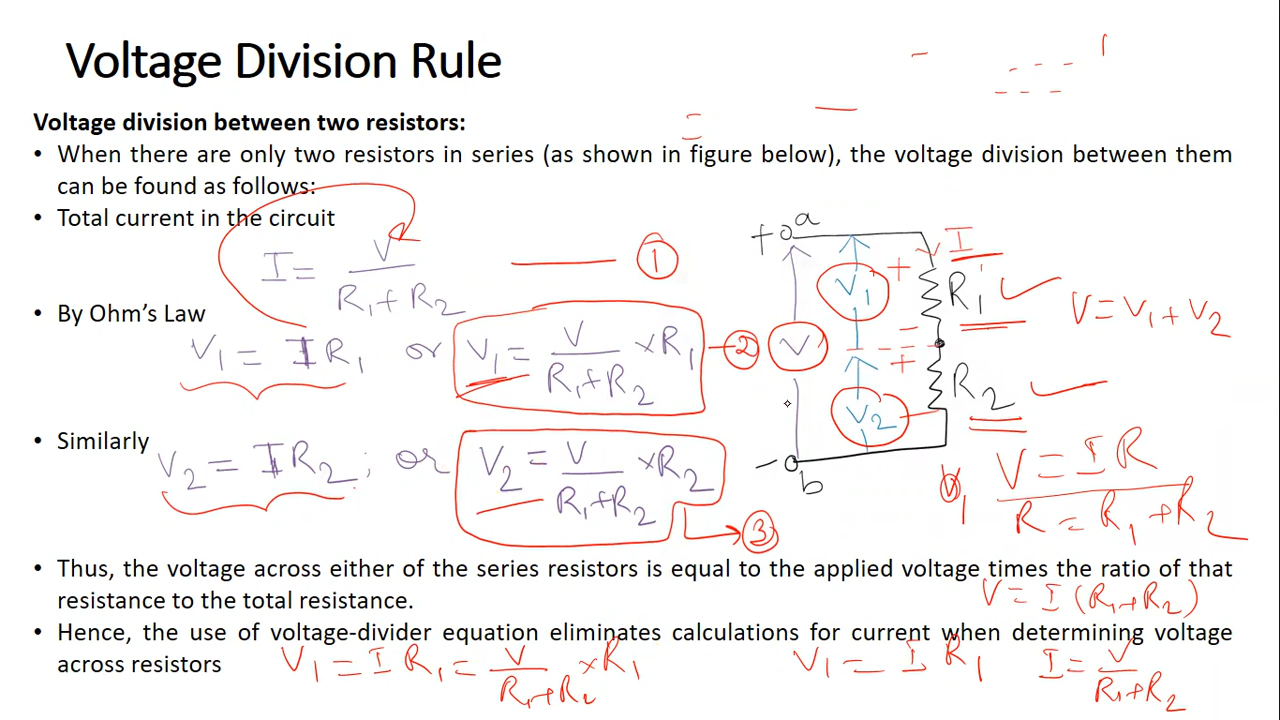 Voltage Division Rule
Voltage division between two resistors:
• When there are only two resistors in series (as shown in figure below), the voltage division between them
can be found as follows:
• Total current in the circuit
I = V / (R1 + R2) ——— 1
• By Ohm's Law
V1 = I R1 or V1 = V / (R1 + R2) × R1 — 2
• Similarly
V2 = I R2 ; or V2 = V / (R1 + R2) × R2 → 3
+ a
I
V
+ V1 -
R1
V = V1 + V2
+ V2
R2
- b
V1
V = I R
R = R1 + R2
• Thus, the voltage across either of the series resistors is equal to the applied voltage times the ratio of that
resistance to the total resistance.
V = I (R1 + R2)
• Hence, the use of voltage-divider equation eliminates calculations for current when determining voltage
across resistors
V1 = I R1 = V / (R1 + R2) × R1
V1 = I R1
I = V / (R1 + R2)